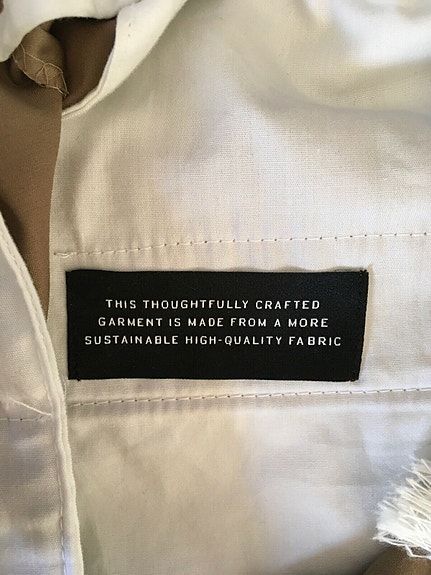 THIS THOUGHTFULLY CRAFTED
GARMENT IS MADE FROM A MORE
SUSTAINABLE HIGH-QUALITY FABRIC